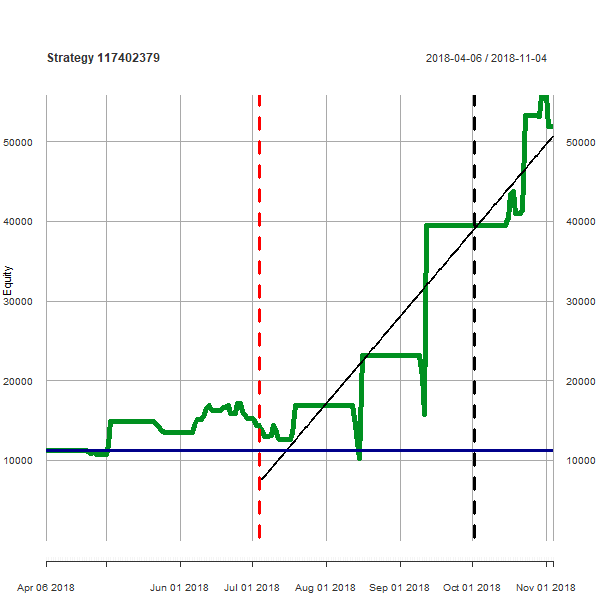 Strategy 117402379
2018-04-06 / 2018-11-04
50000 50000
40000 40000
30000 30000
20000 20000
10000 10000
Equity
Apr 06 2018 Jun 01 2018 Jul 01 2018 Aug 01 2018 Sep 01 2018 Oct 01 2018 Nov 01 2018